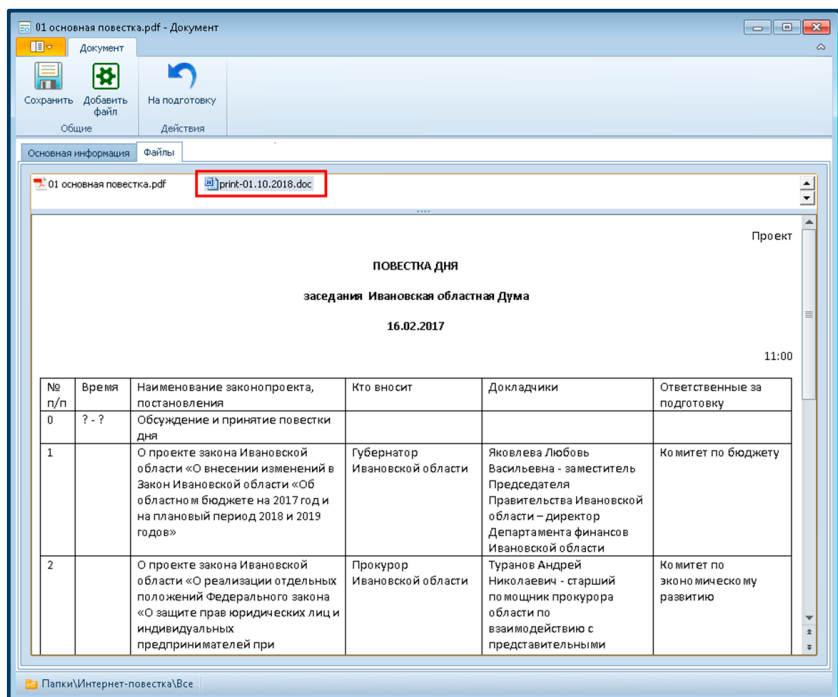 01 основная повестка.pdf - Документ
Документ
Сохранить Добавить файл На подготовку
Общие Действия
Основная информация Файлы
01 основная повестка.pdf print-01.10.2018.doc
Проект
ПОВЕСТКА ДНЯ
заседания Ивановская областная Дума
16.02.2017
11:00
№ п/п Время Наименование законопроекта, постановления Кто вносит Докладчики Ответственные за подготовку
0 ? - ? Обсуждение и принятие повестки дня
1 О проекте закона Ивановской области «О внесении изменений в Закон Ивановской области «Об областном бюджете на 2017 год и на плановый период 2018 и 2019 годов» Губернатор Ивановской области Яковлева Любовь Васильевна - заместитель Председателя Правительства Ивановской области – директор Департамента финансов Ивановской области Комитет по бюджету
2 О проекте закона Ивановской области «О реализации отдельных положений Федерального закона «О защите прав юридических лиц и индивидуальных предпринимателей при Прокурор Ивановской области Туранов Андрей Николаевич - старший помощник прокурора области по взаимодействию с представительными Комитет по экономическому развитию
Папки\Интернет-повестка\Все